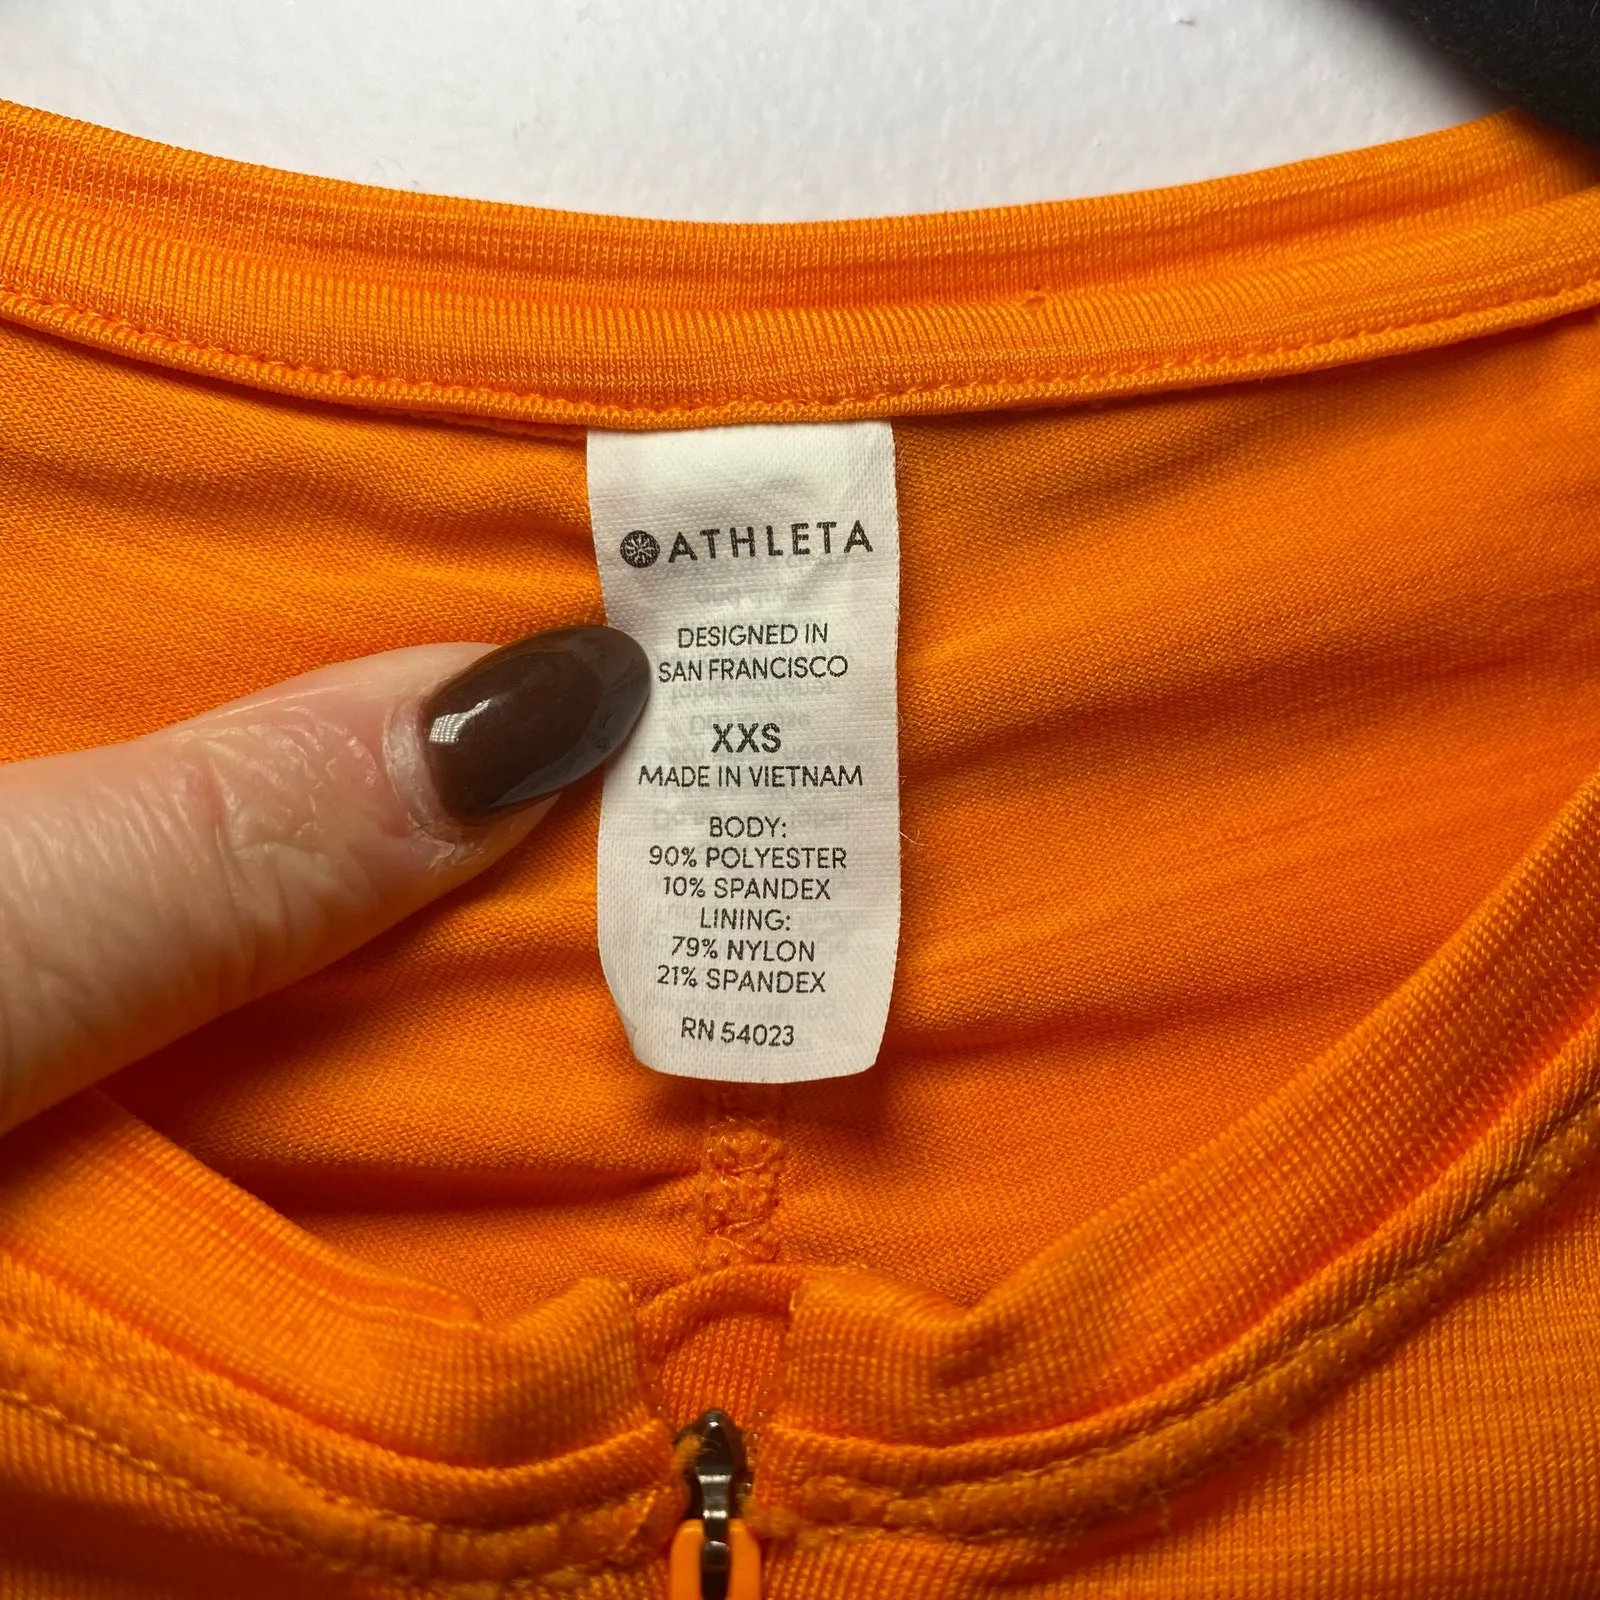 ATHLETA
DESIGNED IN
SAN FRANCISCO
XXS
MADE IN VIETNAM
BODY:
90% POLYESTER
10% SPANDEX
LINING:
79% NYLON
21% SPANDEX
RN 54023